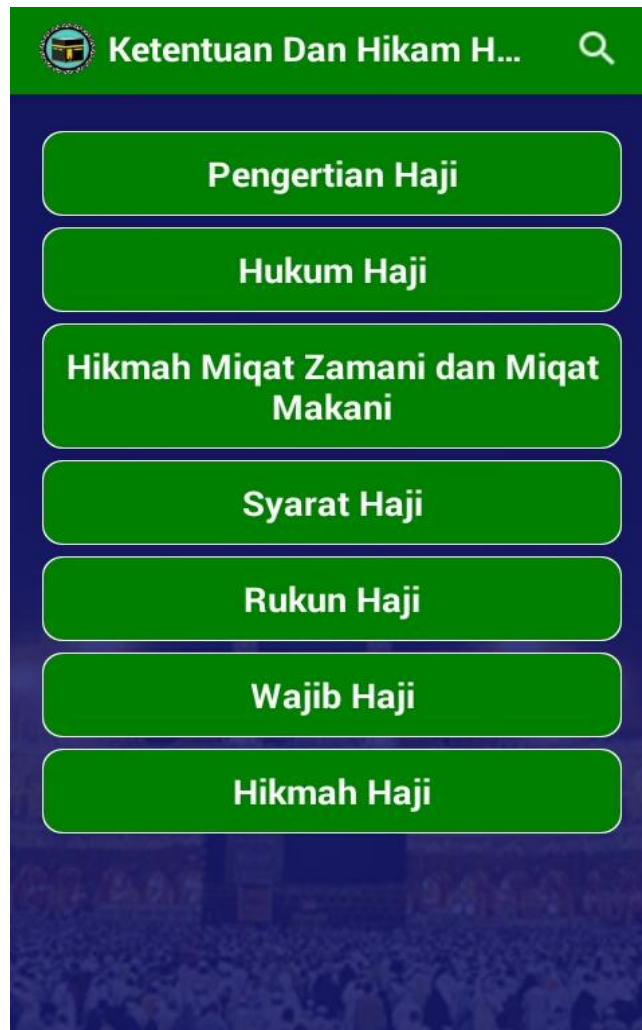 Ketentuan Dan Hikam H...
Pengertian Haji
Hukum Haji
Hikmah Miqat Zamani dan Miqat
Makani
Syarat Haji
Rukun Haji
Wajib Haji
Hikmah Haji